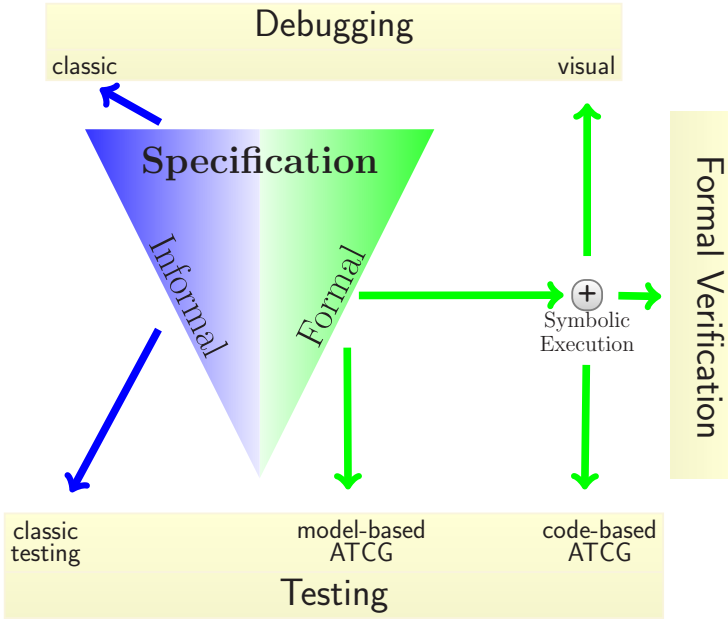 Debugging
classic
visual
Specification
Informal
Formal
+
Symbolic
Execution
Formal Verification
classic
testing
model-based
ATCG
code-based
ATCG
Testing